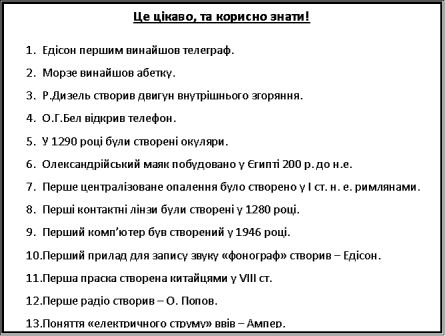 Це цікаво, та корисно знати!
1. Едісон першим винайшов телеграф.
2. Морзе винайшов абетку.
3. Р.Дизель створив двигун внутрішнього згоряння.
4. О.Г.Бел відкрив телефон.
5. У 1290 році були створені окуляри.
6. Олександрійський маяк побудовано у Єгипті 200 р. до н.е.
7. Перше централізоване опалення було створено у І ст. н. е. римлянами.
8. Перші контактні лінзи були створені у 1280 році.
9. Перший комп’ютер був створений у 1946 році.
10.Перший прилад для запису звуку «фонограф» створив – Едісон.
11.Перша праска створена китайцями у VIII ст.
12.Перше радіо створив – О. Попов.
13.Поняття «електричного струму» ввів – Ампер.